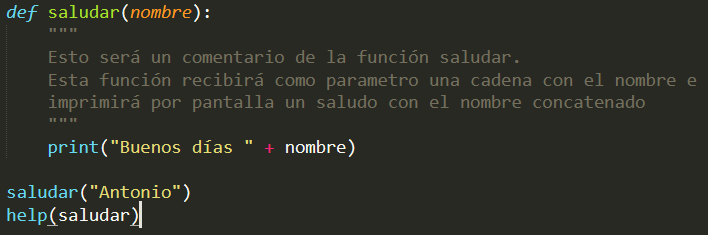 def saludar(nombre):
"""
Esto será un comentario de la función saludar.
Esta función recibirá como parametro una cadena con el nombre e
imprimirá por pantalla un saludo con el nombre concatenado
"""
print("Buenos días " + nombre)
saludar("Antonio")
help(saludar)